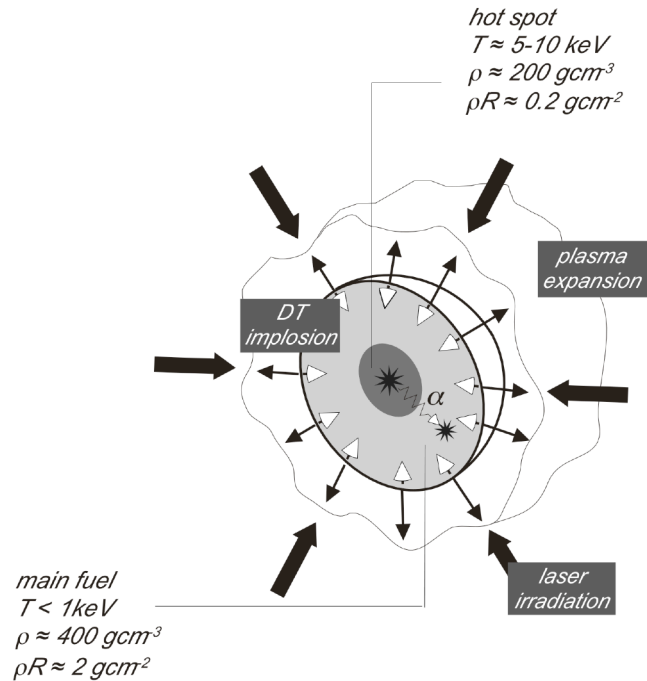 hot spot
T ≈ 5-10 keV
ρ ≈ 200 gcm⁻³
ρR ≈ 0.2 gcm⁻²
plasma
expansion
DT
implosion
α
laser
irradiation
main fuel
T < 1keV
ρ ≈ 400 gcm⁻³
ρR ≈ 2 gcm⁻²